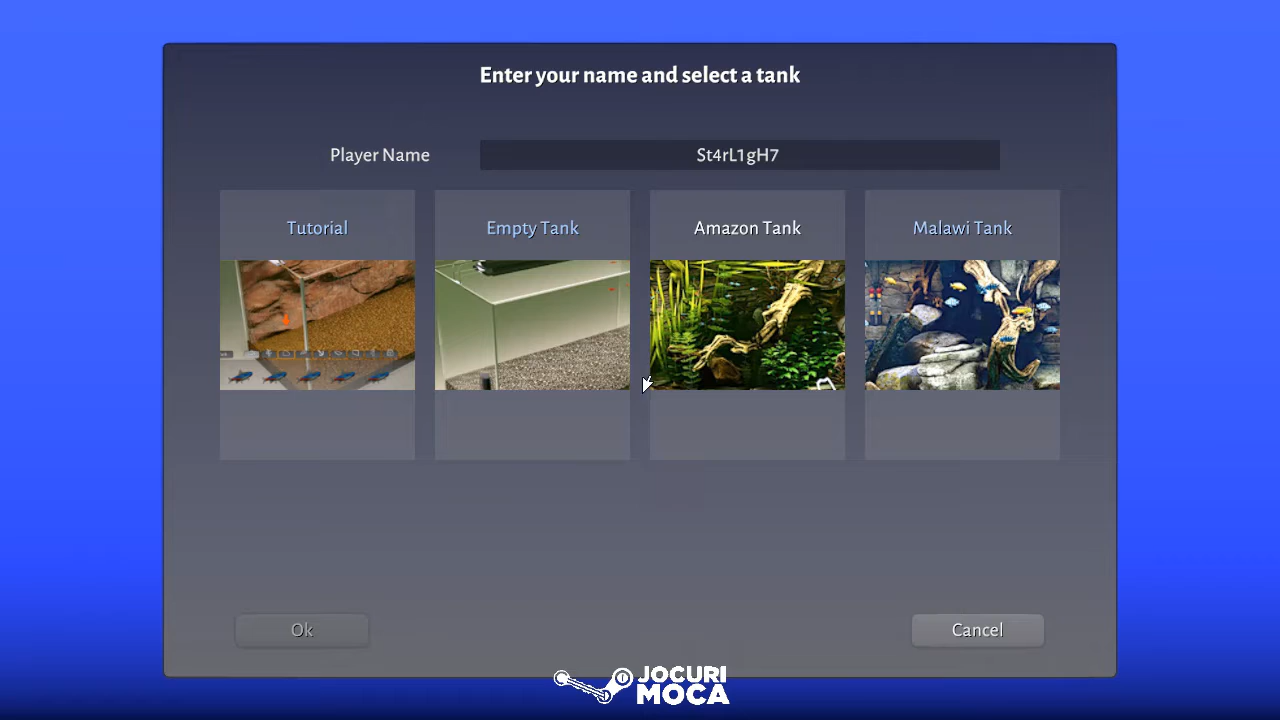 Enter your name and select a tank
Player Name
St4rL1gH7
Tutorial
Empty Tank
Amazon Tank
Malawi Tank
Ok
Cancel
JOCURI
MOCA